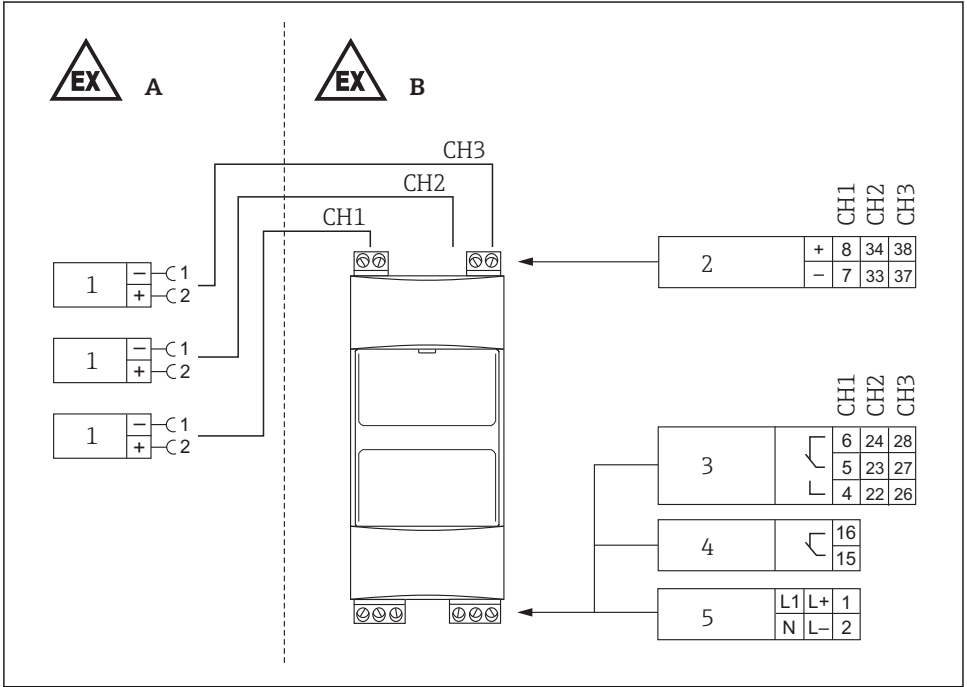 EX A
EX B
CH3
CH2
CH1
1 – 1
+ 2
1 – 1
+ 2
1 – 1
+ 2
CH1 CH2 CH3
2 + 8 34 38
– 7 33 37
CH1 CH2 CH3
3 6 24 28
5 23 27
4 22 26
4 16
15
5 L1 L+ 1
N L– 2